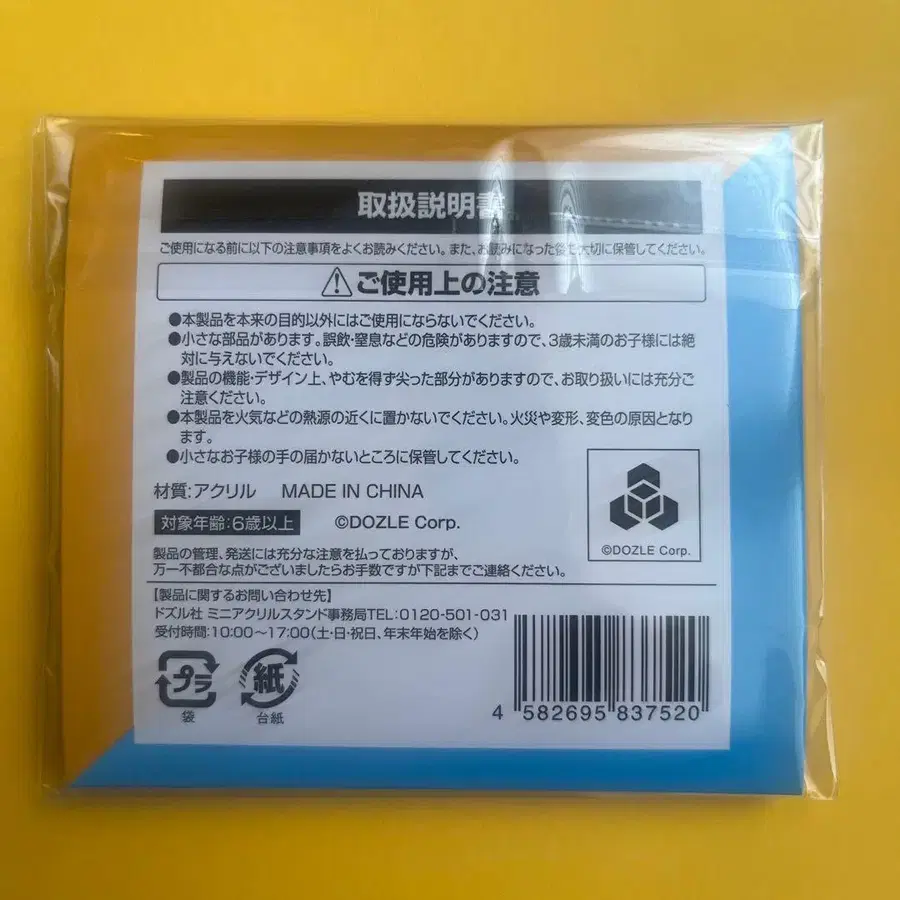 取扱説明書
ご使用になる前に以下の注意事項をよくお読みください。また、お読みになった後も大切に保管してください。
⚠ご使用上の注意
●本製品を本来の目的以外にはご使用にならないでください。
●小さな部品があります。誤飲・窒息などの危険がありますので、3歳未満のお子様には絶
対に与えないでください。
●製品の機能・デザイン上、やむを得ず尖った部分がありますので、お取り扱いには充分ご
注意ください。
●本製品を火気などの熱源の近くに置かないでください。火災や変形、変色の原因となり
ます。
●小さなお子様の手の届かないところに保管してください。
材質:アクリル MADE IN CHINA
対象年齢:6歳以上 ©DOZLE Corp.
©DOZLE Corp.
製品の管理、発送には充分な注意を払っておりますが、
万一不都合な点がございましたらお手数ですが下記までご連絡ください。
【製品に関するお問い合わせ先】
ドズル社 ミニアクリルスタンド事務局TEL:0120-501-031
受付時間:10:00〜17:00(土・日・祝日、年末年始を除く)
プラ 紙
袋 台紙
4 582695 837520